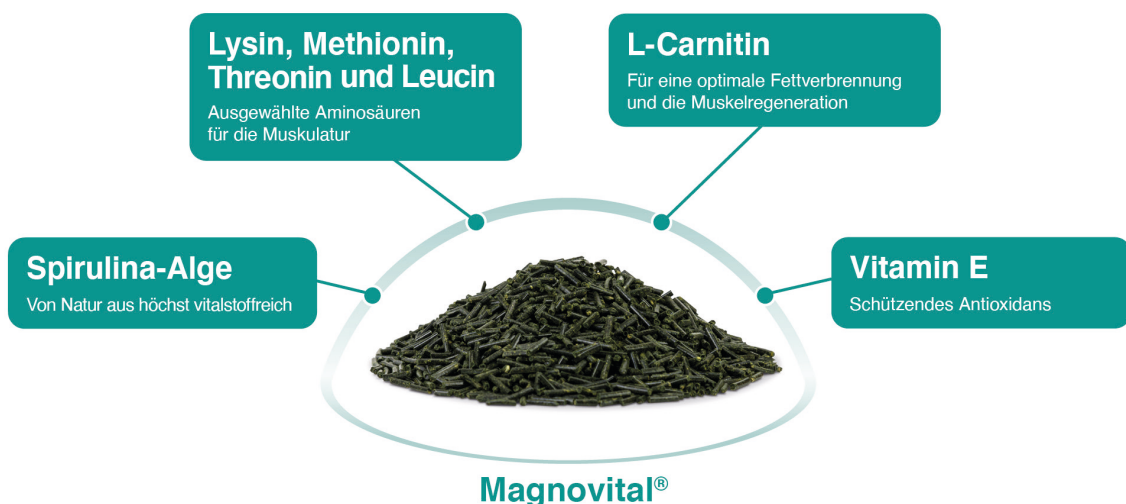 Lysin, Methionin,
Threonin und Leucin
Ausgewählte Aminosäuren
für die Muskulatur
L-Carnitin
Für eine optimale Fettverbrennung
und die Muskelregeneration
Spirulina-Alge
Von Natur aus höchst vitalstoffreich
Vitamin E
Schützendes Antioxidans
Magnovital®